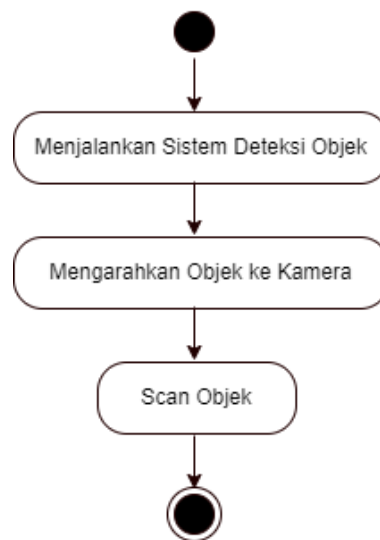 Menjalankan Sistem Deteksi Objek
Mengarahkan Objek ke Kamera
Scan Objek